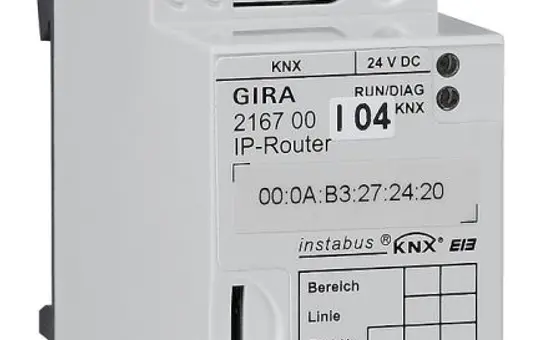 KNX 24 V DC
GIRA RUN/DIAG
2167 00 I 04 KNX
IP-Router
00:0A:B3:27:24:20
instabus® KNX® EIB
Bereich
Linie